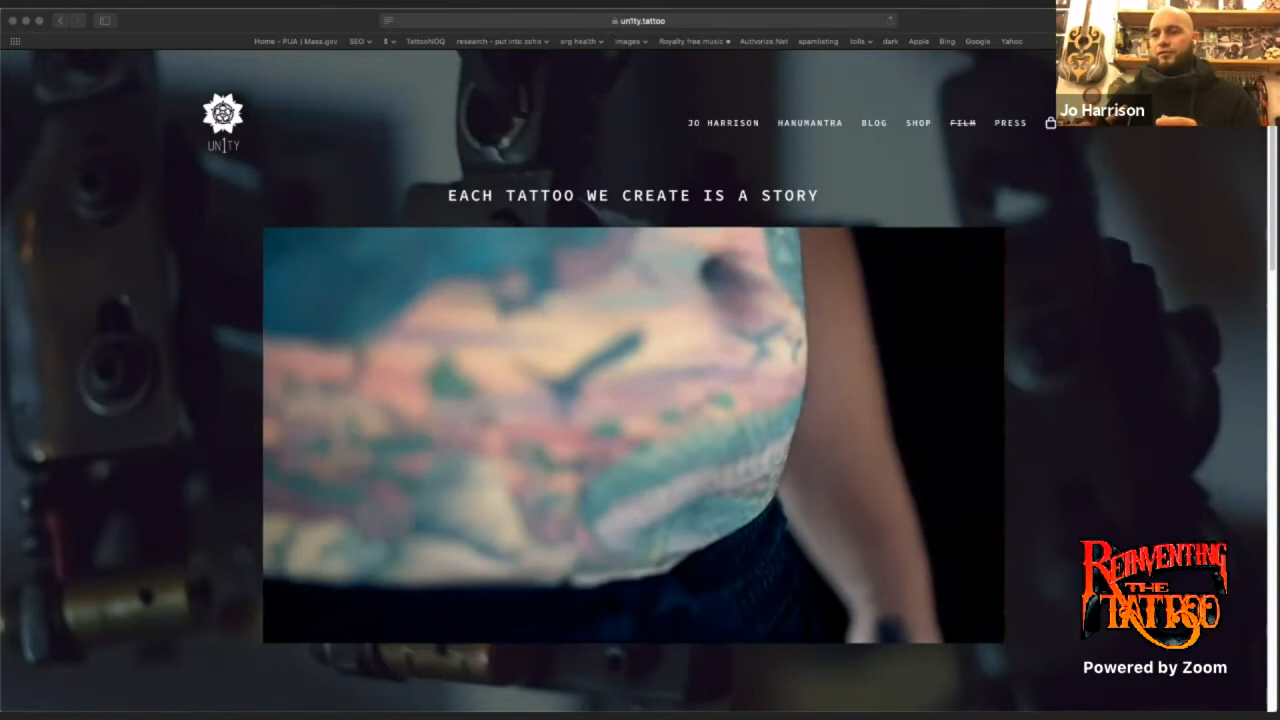 un1ty.tattoo
Home - PIJA | Mass.gov SEO $ TattooNOQ research - put into zoho org health images Royalty free music Authorize.Net spamlisting tolls dark Apple Bing Google Yahoo
Jo Harrison
UN1TY
JO HARRISON HANUMANTRA BLOG SHOP FILM PRESS
EACH TATTOO WE CREATE IS A STORY
REINVENTING
THE
TATTOO
Powered by Zoom